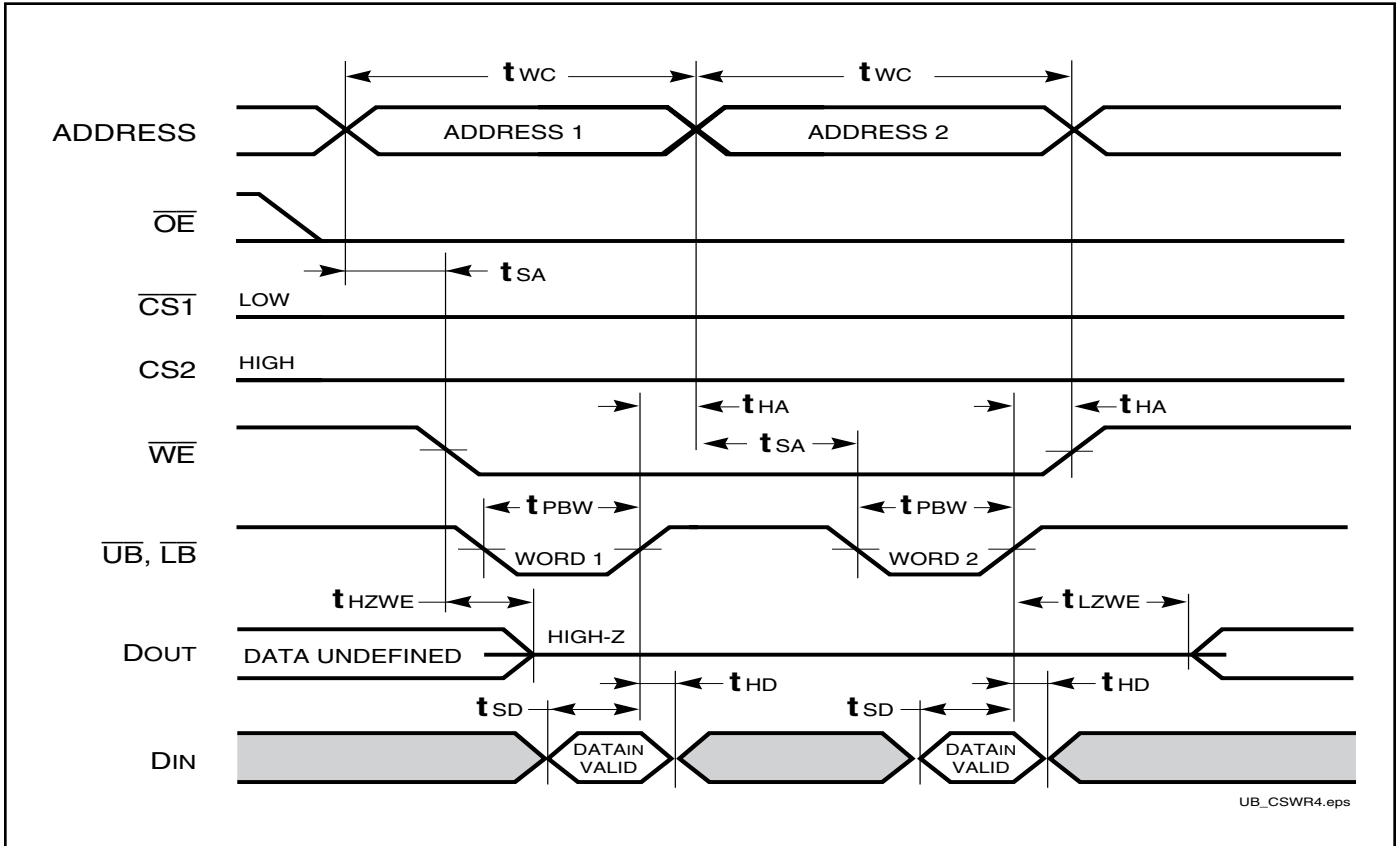 tWC tWC
ADDRESS ADDRESS 1 ADDRESS 2
OE
tSA
CS1 LOW
CS2 HIGH
tHA tHA
WE tSA
tPBW tPBW
UB, LB WORD 1 WORD 2
tHZWE tLZWE
DOUT DATA UNDEFINED HIGH-Z
tHD tHD
tSD tSD
DIN DATAIN VALID DATAIN VALID
UB_CSWR4.eps